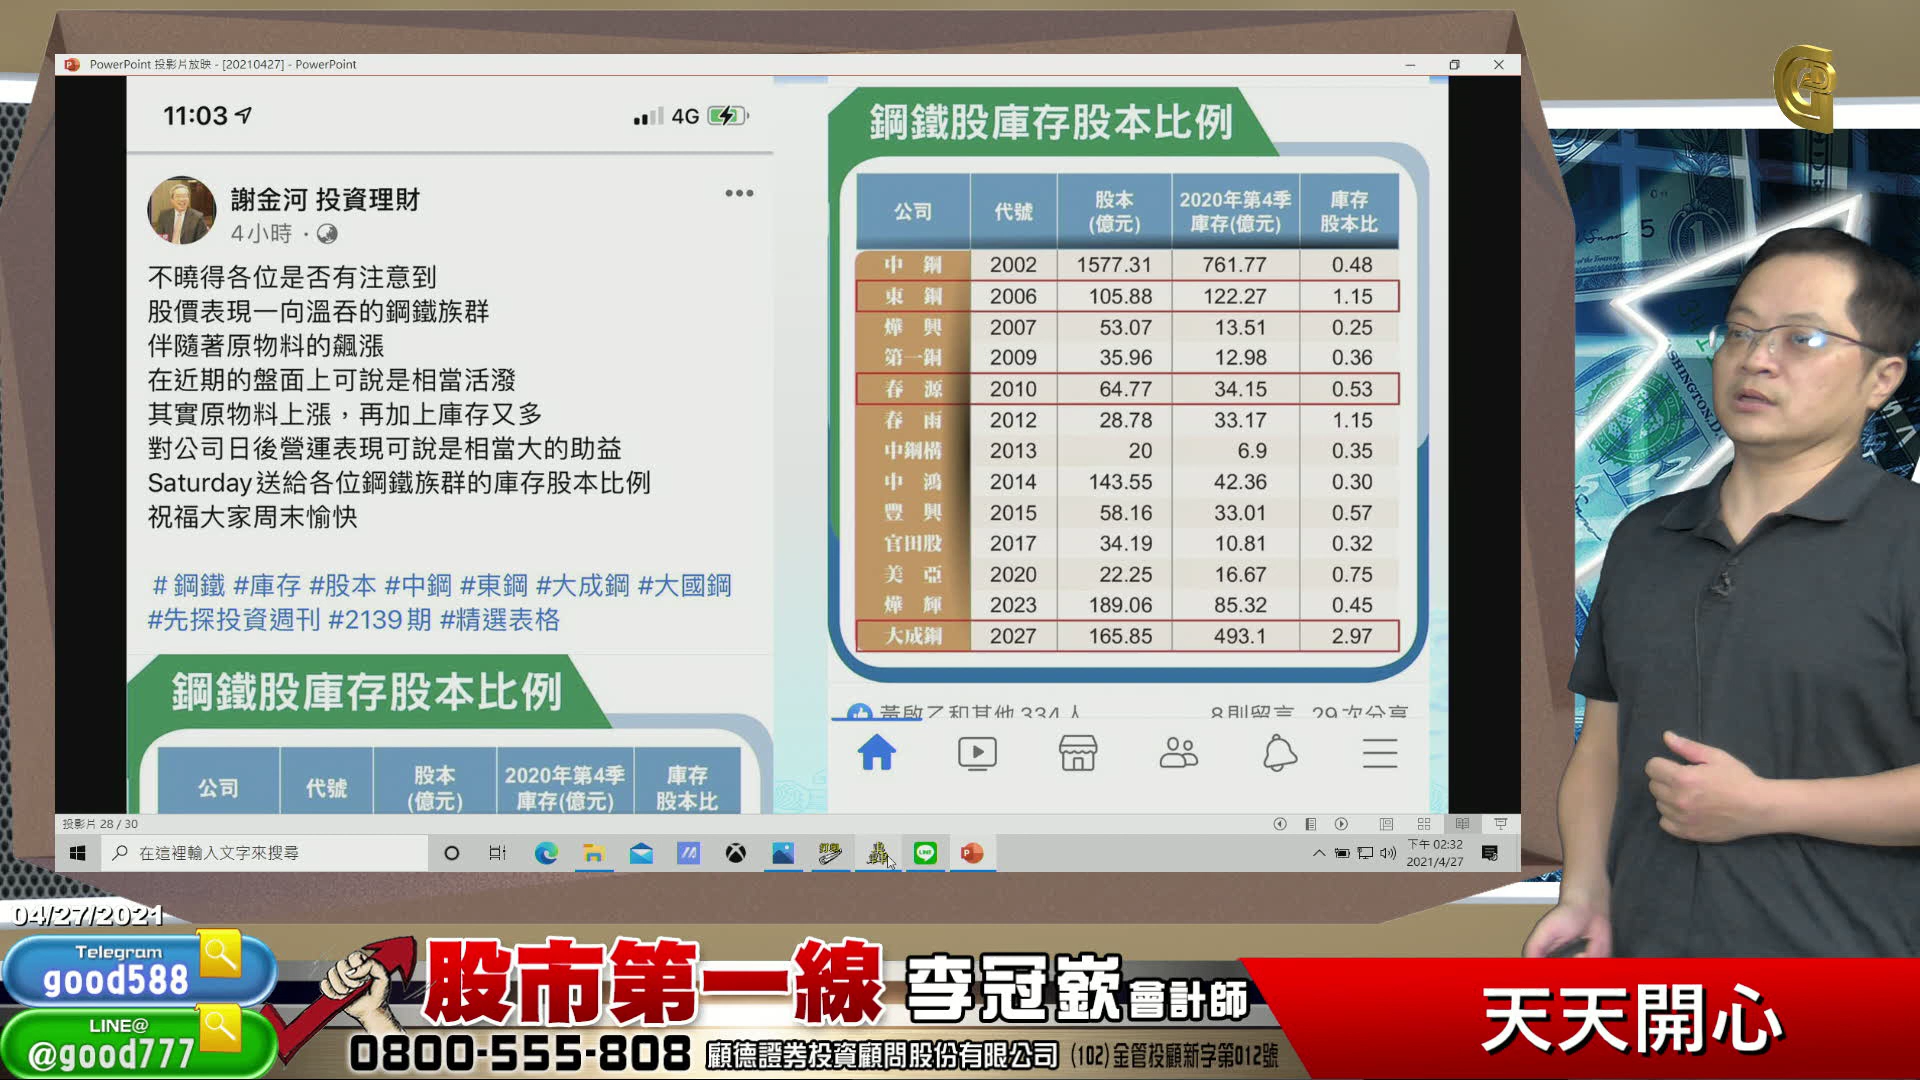 PowerPoint 投影片放映 - [20210427] - PowerPoint
11:03
4G
謝金河 投資理財
4小時
不曉得各位是否有注意到
股價表現一向溫吞的鋼鐵族群
伴隨著原物料的飆漲
在近期的盤面上可說是相當活潑
其實原物料上漲，再加上庫存又多
對公司日後營運表現可說是相當大的助益
Saturday送給各位鋼鐵族群的庫存股本比例
祝福大家周末愉快
#鋼鐵 #庫存 #股本 #中鋼 #東鋼 #大成鋼 #大國鋼
#先探投資週刊 #2139期 #精選表格
鋼鐵股庫存股本比例
公司 代號 股本(億元) 2020年第4季庫存(億元) 庫存股本比
鋼鐵股庫存股本比例
公司 代號 股本(億元) 2020年第4季庫存(億元) 庫存股本比
中鋼 2002 1577.31 761.77 0.48
東鋼 2006 105.88 122.27 1.15
燁興 2007 53.07 13.51 0.25
第一銅 2009 35.96 12.98 0.36
春源 2010 64.77 34.15 0.53
春雨 2012 28.78 33.17 1.15
中鋼構 2013 20 6.9 0.35
中鴻 2014 143.55 42.36 0.30
豐興 2015 58.16 33.01 0.57
官田股 2017 34.19 10.81 0.32
美亞 2020 22.25 16.67 0.75
燁輝 2023 189.06 85.32 0.45
大成鋼 2027 165.85 493.1 2.97
黃啟乙和其他 334 人
8則留言 29次分享
投影片 28 / 30
在這裡輸入文字來搜尋
下午 02:32
2021/4/27
04/27/2021
Telegram
good588
LINE@
@good777
股市第一線 李冠嶔會計師
0800-555-808 顧德證券投資顧問股份有限公司 (102)金管投顧新字第012號
天天開心